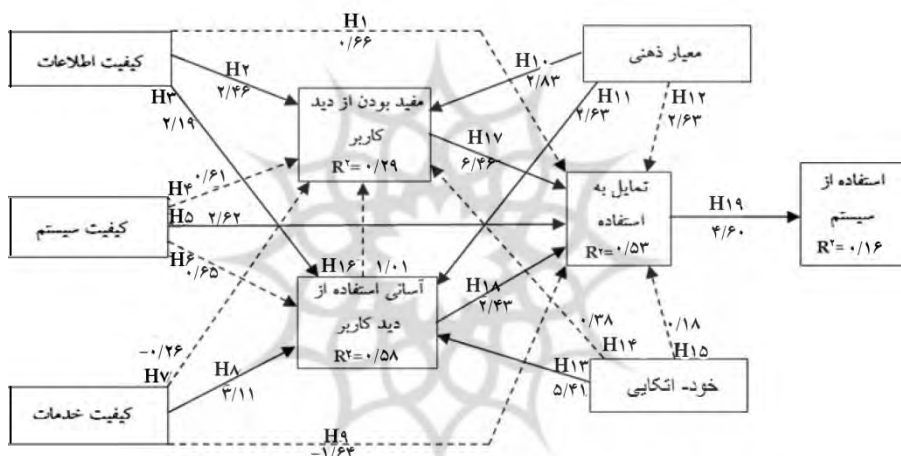 H۱
۰/۶۶
کیفیت اطلاعات
معیار ذهنی
H۲
۲/۴۶
H۱۰
۲/۸۳
H۳
۲/۱۹
H۱۱
۲/۶۳
H۱۲
۲/۶۳
مفید بودن از دید
کاربر
R۲= ۰/۲۹
H۱۷
۶/۴۶
H۴
۰/۶۱
کیفیت سیستم
H۵
۲/۶۲
تمایل به
استفاده
R۲= ۰/۵۳
H۱۹
۴/۶۰
استفاده از
سیستم
R۲= ۰/۱۶
H۶
۰/۶۵
H۱۶
۱/۰۱
آسانی استفاده از
دید کاربر
R۲= ۰/۵۸
H۱۸
۲/۴۳
−۰/۲۶
H۷
۰/۳۸
H۱۴
۰/۱۸
H۱۵
H۸
۳/۱۱
H۱۳
۵/۴۱
کیفیت خدمات
خود- اتکایی
H۹
−۱/۶۴